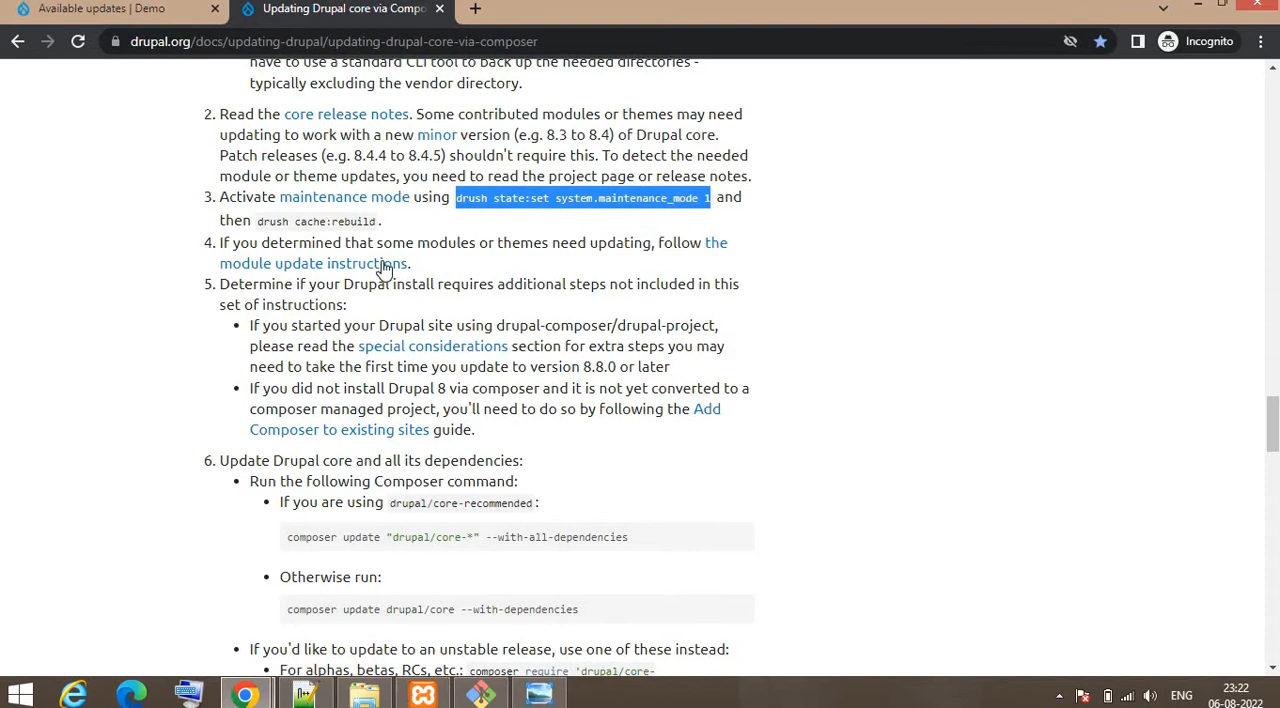 Available updates | Demo
Updating Drupal core via Compo
drupal.org/docs/updating-drupal/updating-drupal-core-via-composer
Incognito
have to use a standard CLI tool to back up the needed directories -
typically excluding the vendor directory.
2. Read the core release notes. Some contributed modules or themes may need
updating to work with a new minor version (e.g. 8.3 to 8.4) of Drupal core.
Patch releases (e.g. 8.4.4 to 8.4.5) shouldn't require this. To detect the needed
module or theme updates, you need to read the project page or release notes.
3. Activate maintenance mode using drush state:set system.maintenance_mode 1 and
then drush cache:rebuild.
4. If you determined that some modules or themes need updating, follow the
module update instructions.
5. Determine if your Drupal install requires additional steps not included in this
set of instructions:
• If you started your Drupal site using drupal-composer/drupal-project,
please read the special considerations section for extra steps you may
need to take the first time you update to version 8.8.0 or later
• If you did not install Drupal 8 via composer and it is not yet converted to a
composer managed project, you'll need to do so by following the Add
Composer to existing sites guide.
6. Update Drupal core and all its dependencies:
• Run the following Composer command:
• If you are using drupal/core-recommended:
composer update "drupal/core-*" --with-all-dependencies
• Otherwise run:
composer update drupal/core --with-dependencies
• If you'd like to update to an unstable release, use one of these instead:
• For alphas, betas, RCs, etc.: composer require 'drupal/core-
ENG
23:22
06-08-2022